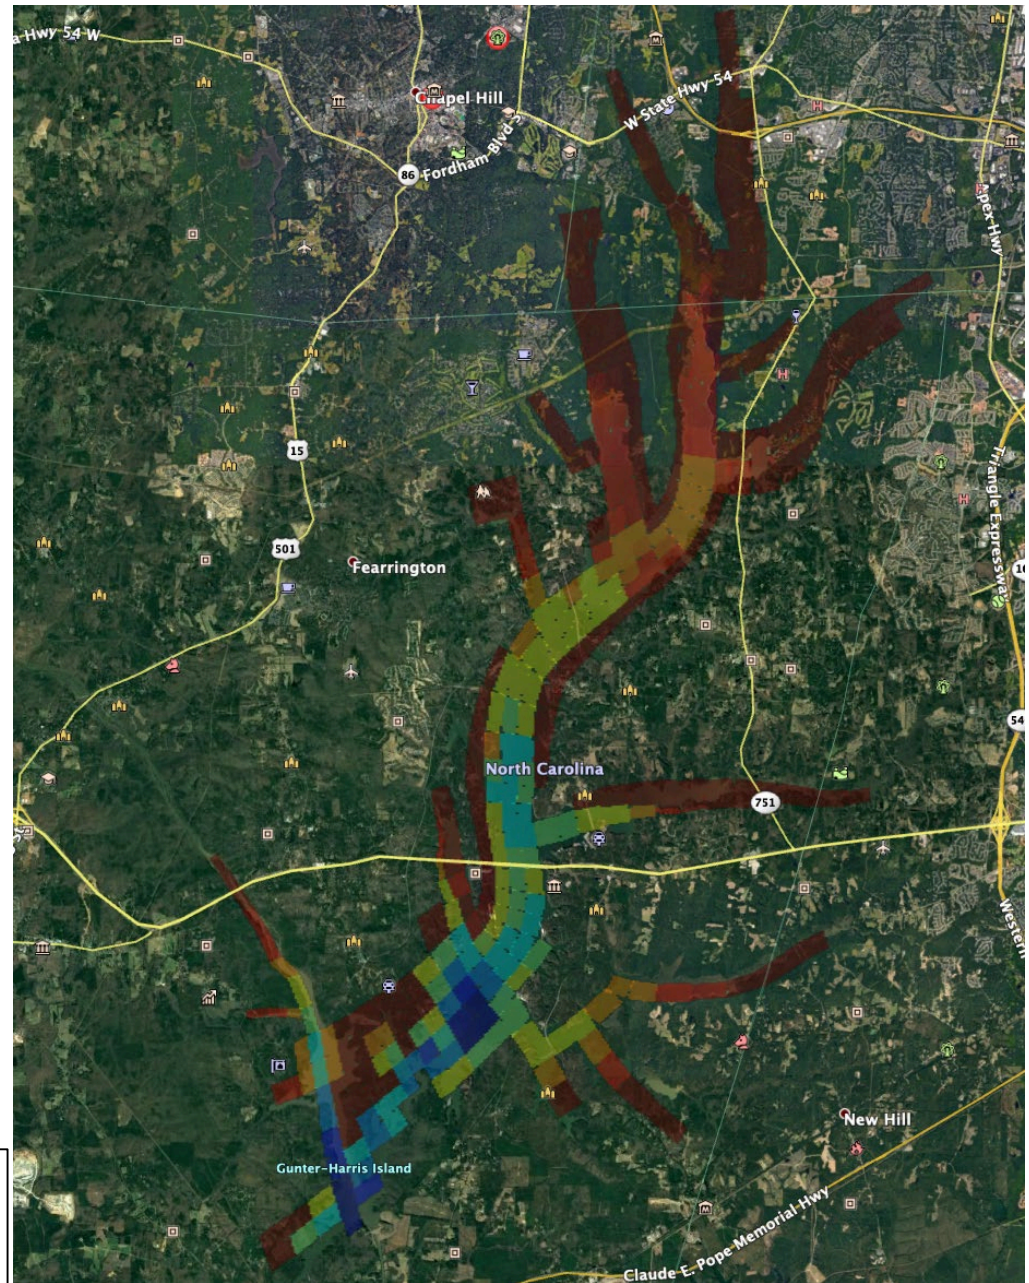 a Hwy 54 W
Chapel Hill
W State Hwy 54
Fordham Blvd S
86
Apex Hwy
15
501
Fearrington
Triangle Expressway
10
54
North Carolina
751
Western
Gunter-Harris Island
New Hill
Claude E. Pope Memorial Hwy